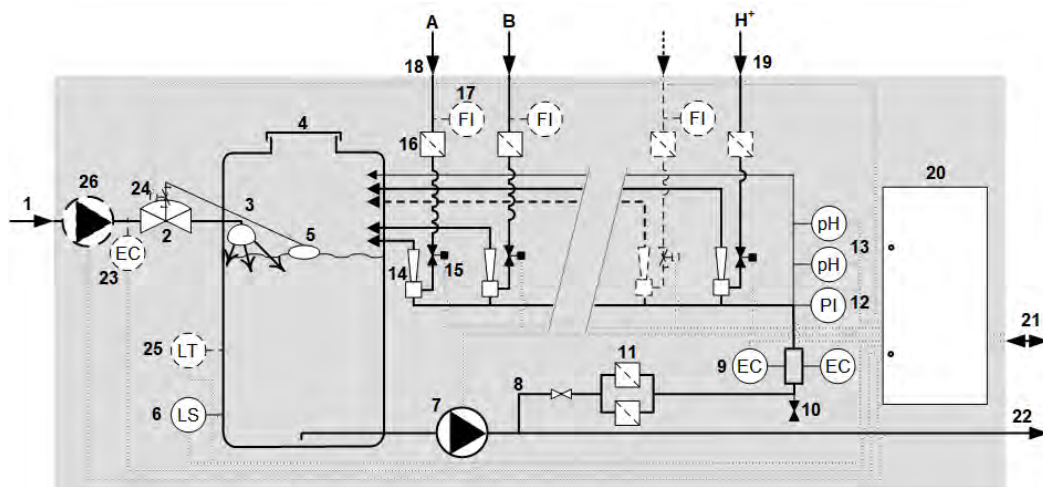 A B H+
18 17 19
FI FI FI
4 16 20
26 24 3
1 5 pH
2 13
EC 14 15 pH
23 12
PI
21
25 LT 11 9 EC EC
8
6 LS 7 10
22